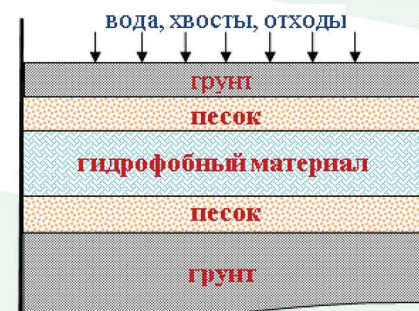 вода, хвосты, отходы
грунт
песок
гидрофобный материал
песок
грунт